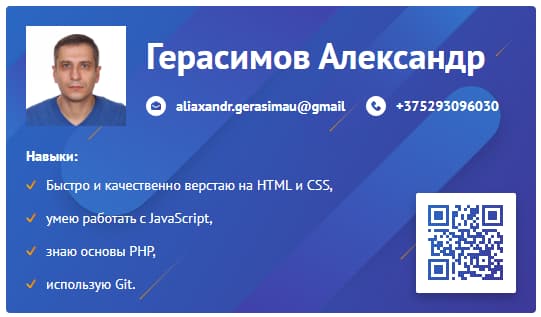 Герасимов Александр
aliaxandr.gerasimau@gmail +375293096030
Навыки:
Быстро и качественно верстаю на HTML и CSS,
умею работать с JavaScript,
знаю основы PHP,
использую Git.